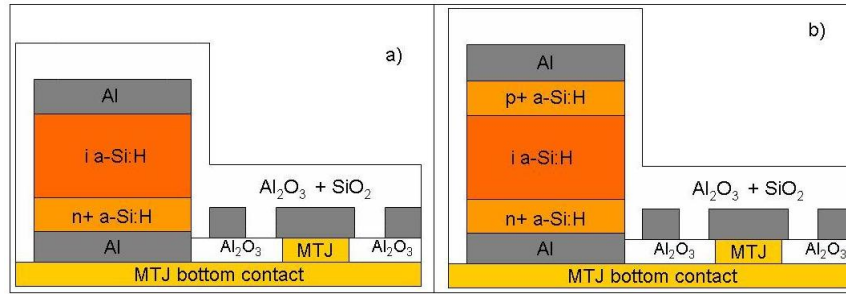 a)
Al
i a-Si:H
n+ a-Si:H
Al
Al₂O₃ + SiO₂
Al₂O₃
MTJ
Al₂O₃
MTJ bottom contact
b)
Al
p+ a-Si:H
i a-Si:H
n+ a-Si:H
Al
Al₂O₃ + SiO₂
Al₂O₃
MTJ
Al₂O₃
MTJ bottom contact